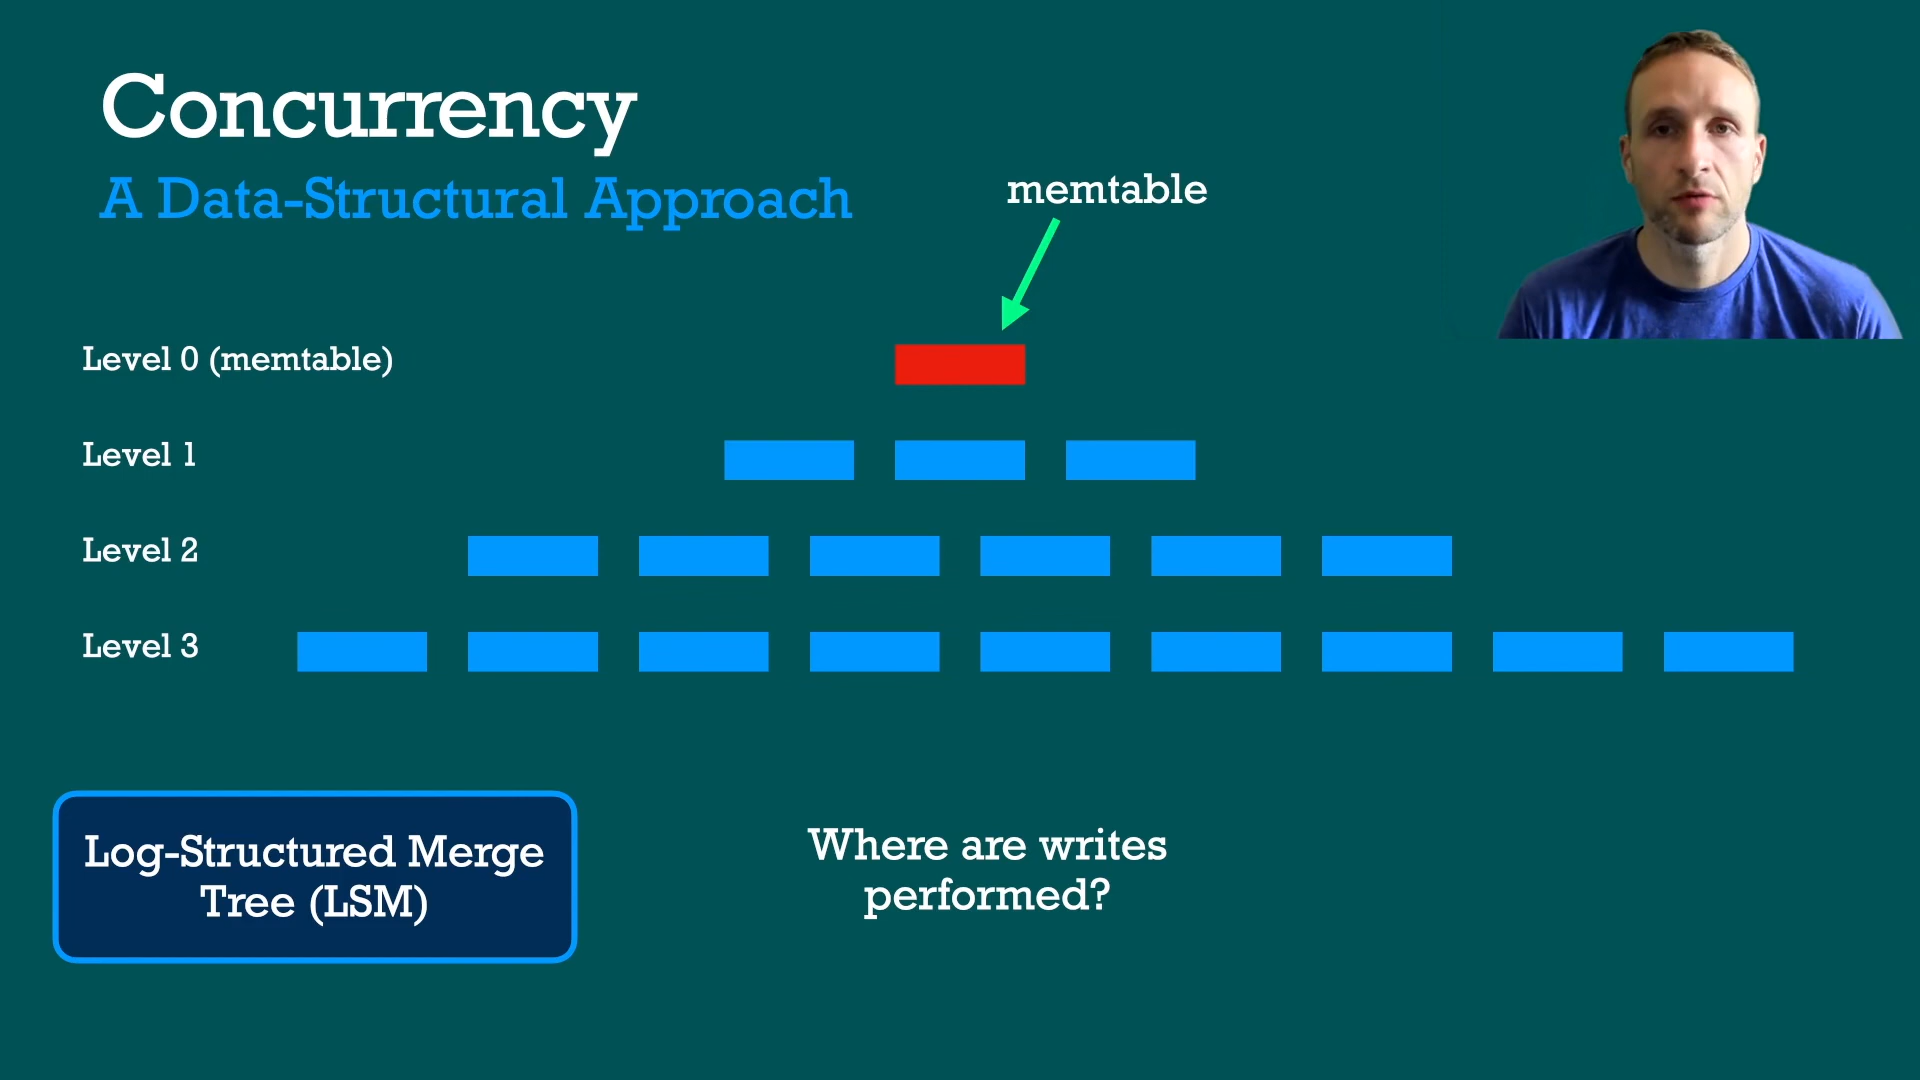 Concurrency
A Data-Structural Approach
memtable
Level 0 (memtable)
Level 1
Level 2
Level 3
Log-Structured Merge
Tree (LSM)
Where are writes
performed?